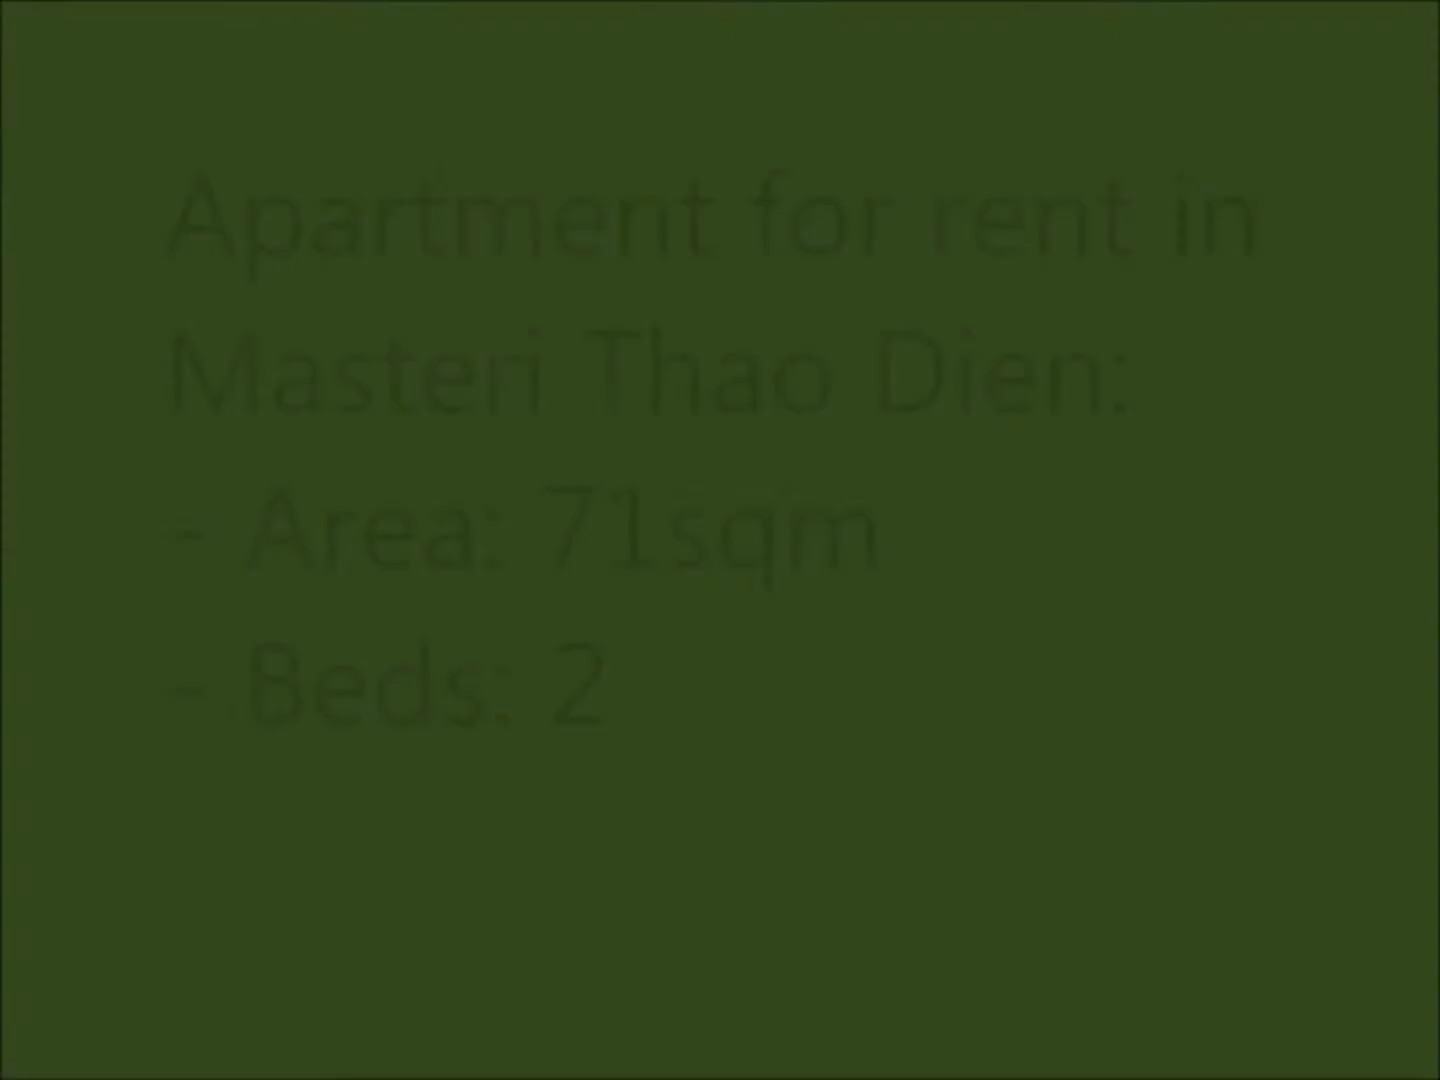 Apartment for rent in
Masteri Thao Dien:
- Area: 71sqm
- Beds: 2